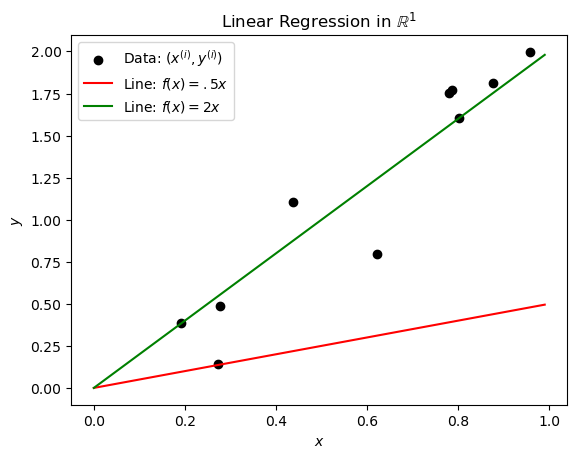 Linear Regression in ℝ¹
Data: (x⁽ⁱ⁾, y⁽ⁱ⁾)
Line: f(x) = .5x
Line: f(x) = 2x
2.00
1.75
1.50
1.25
1.00
0.75
0.50
0.25
0.00
y
0.0 0.2 0.4 0.6 0.8 1.0
x